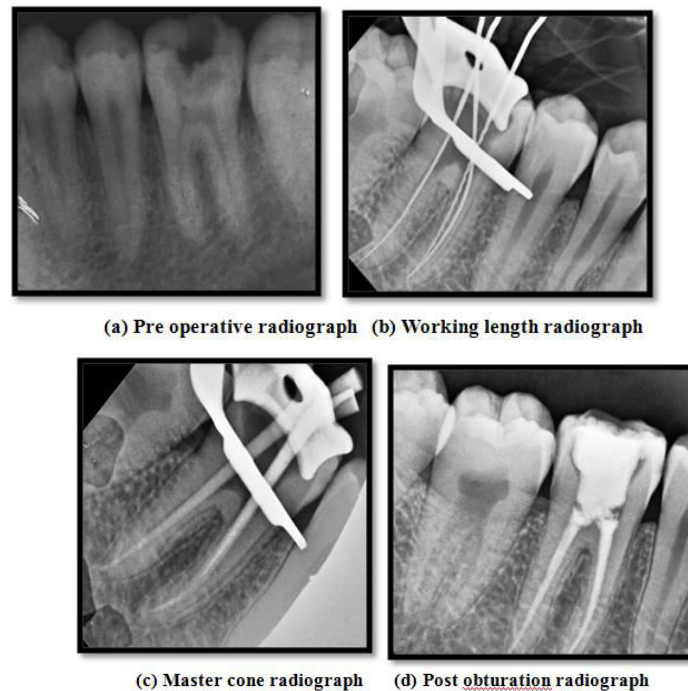 (a) Pre operative radiograph (b) Working length radiograph
(c) Master cone radiograph (d) Post obturation radiograph